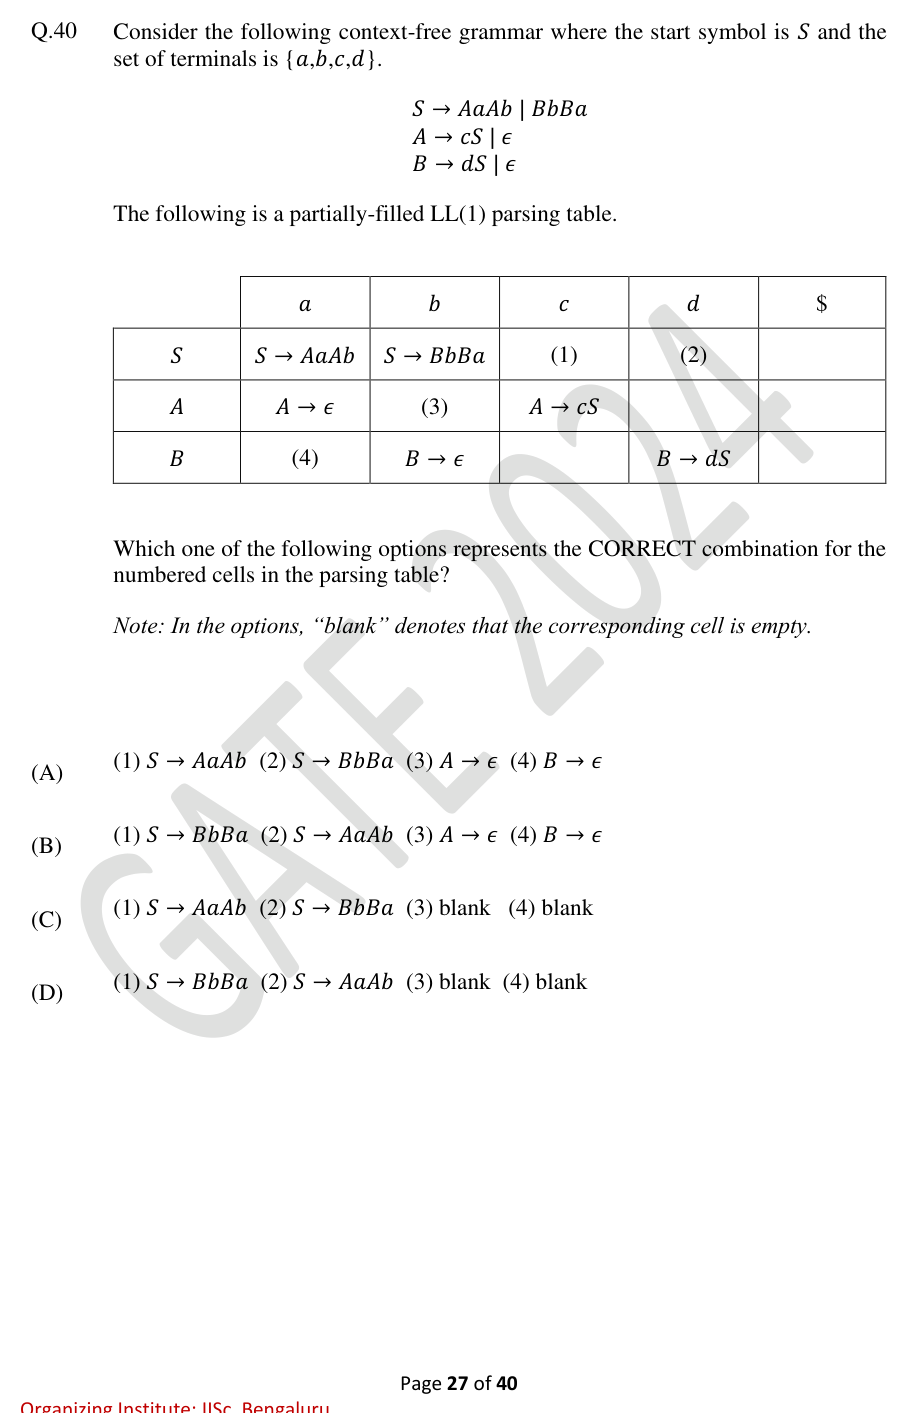 Q.40 Consider the following context-free grammar where the start symbol is S and the
set of terminals is {a,b,c,d}.
S → AaAb | BbBa
A → cS | ϵ
B → dS | ϵ
The following is a partially-filled LL(1) parsing table.
a b c d $
S S → AaAb S → BbBa (1) (2)
A A → ϵ (3) A → cS
B (4) B → ϵ B → dS
Which one of the following options represents the CORRECT combination for the
numbered cells in the parsing table?
Note: In the options, “blank” denotes that the corresponding cell is empty.
(A) (1) S → AaAb (2) S → BbBa (3) A → ϵ (4) B → ϵ
(B) (1) S → BbBa (2) S → AaAb (3) A → ϵ (4) B → ϵ
(C) (1) S → AaAb (2) S → BbBa (3) blank (4) blank
(D) (1) S → BbBa (2) S → AaAb (3) blank (4) blank
GATE 2024
Page 27 of 40
Organizing Institute: IISc, Bengaluru